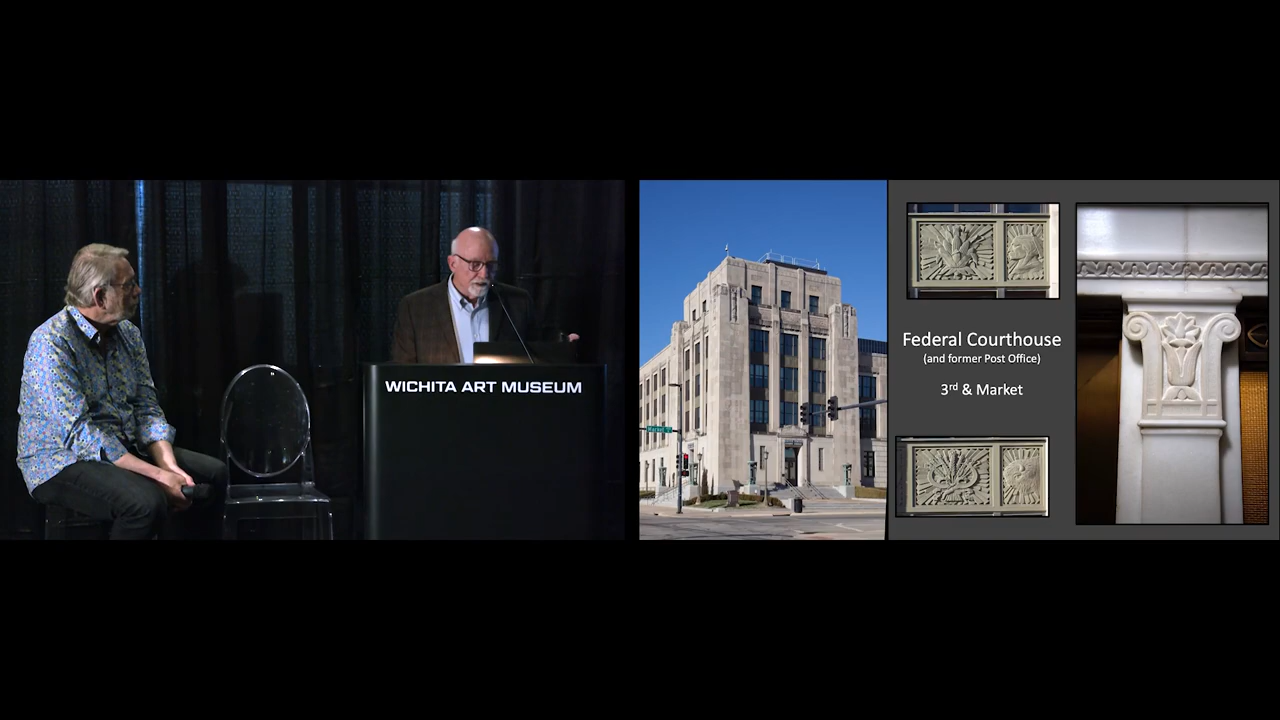 WICHITA ART MUSEUM
Federal Courthouse
(and former Post Office)
3rd & Market